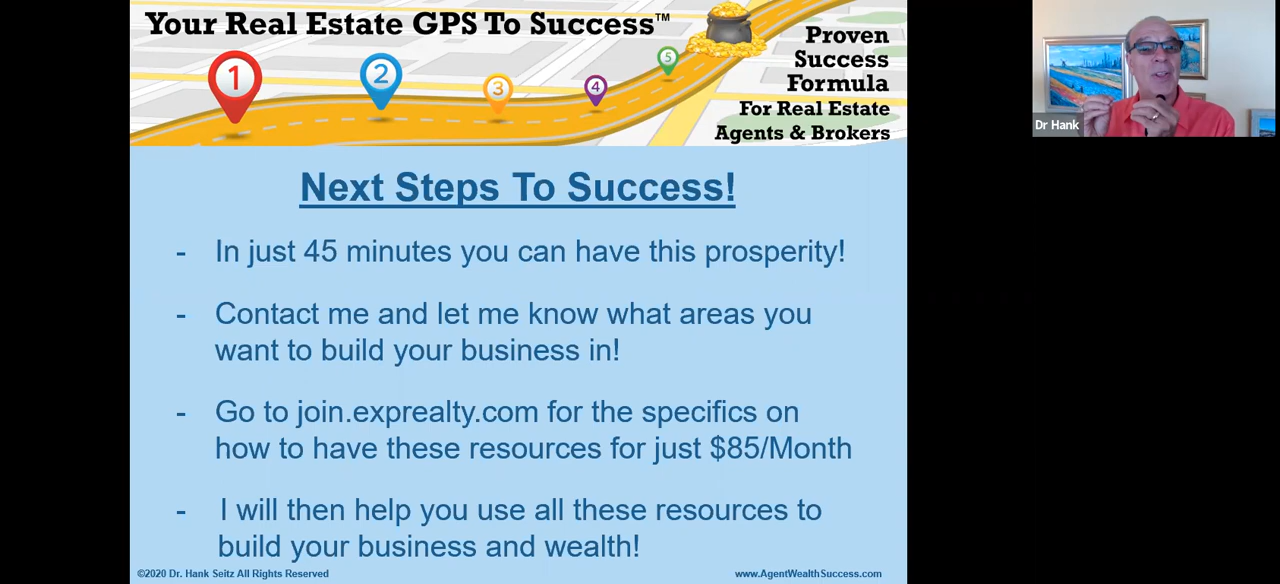 Your Real Estate GPS To Success™
1
2
3
4
5
Proven
Success
Formula
For Real Estate
Agents & Brokers
Dr Hank
Next Steps To Success!
- In just 45 minutes you can have this prosperity!
- Contact me and let me know what areas you
want to build your business in!
- Go to join.exprealty.com for the specifics on
how to have these resources for just $85/Month
- I will then help you use all these resources to
build your business and wealth!
©2020 Dr. Hank Seitz All Rights Reserved
www.AgentWealthSuccess.com